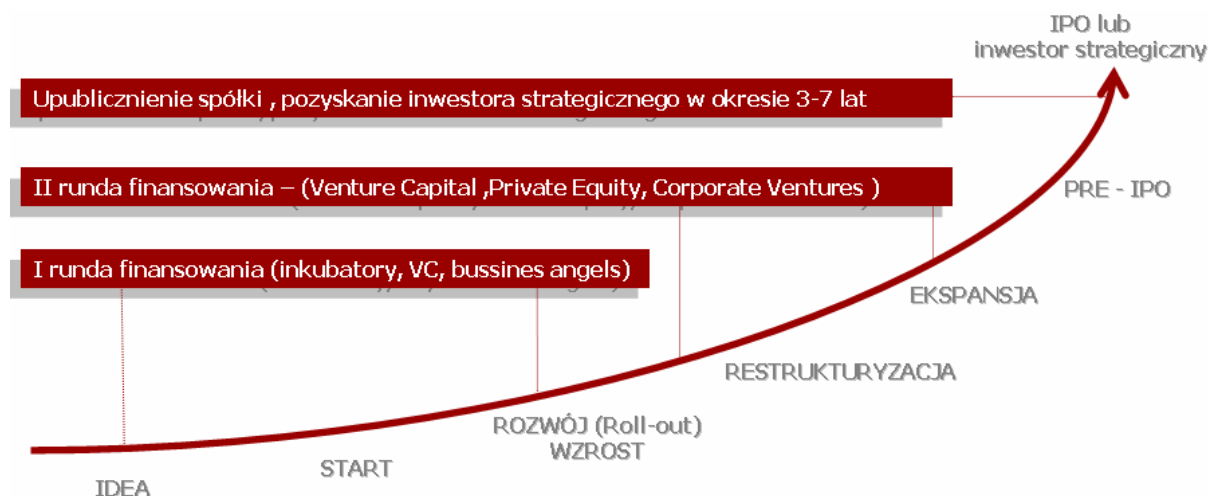 IPO lub
inwestor strategiczny
Upublicznienie spółki , pozyskanie inwestora strategicznego w okresie 3-7 lat
II runda finansowania – (Venture Capital ,Private Equity, Corporate Ventures )
PRE - IPO
I runda finansowania (inkubatory, VC, bussines angels)
EKSPANSJA
RESTRUKTURYZACJA
ROZWÓJ (Roll-out)
WZROST
START
IDEA